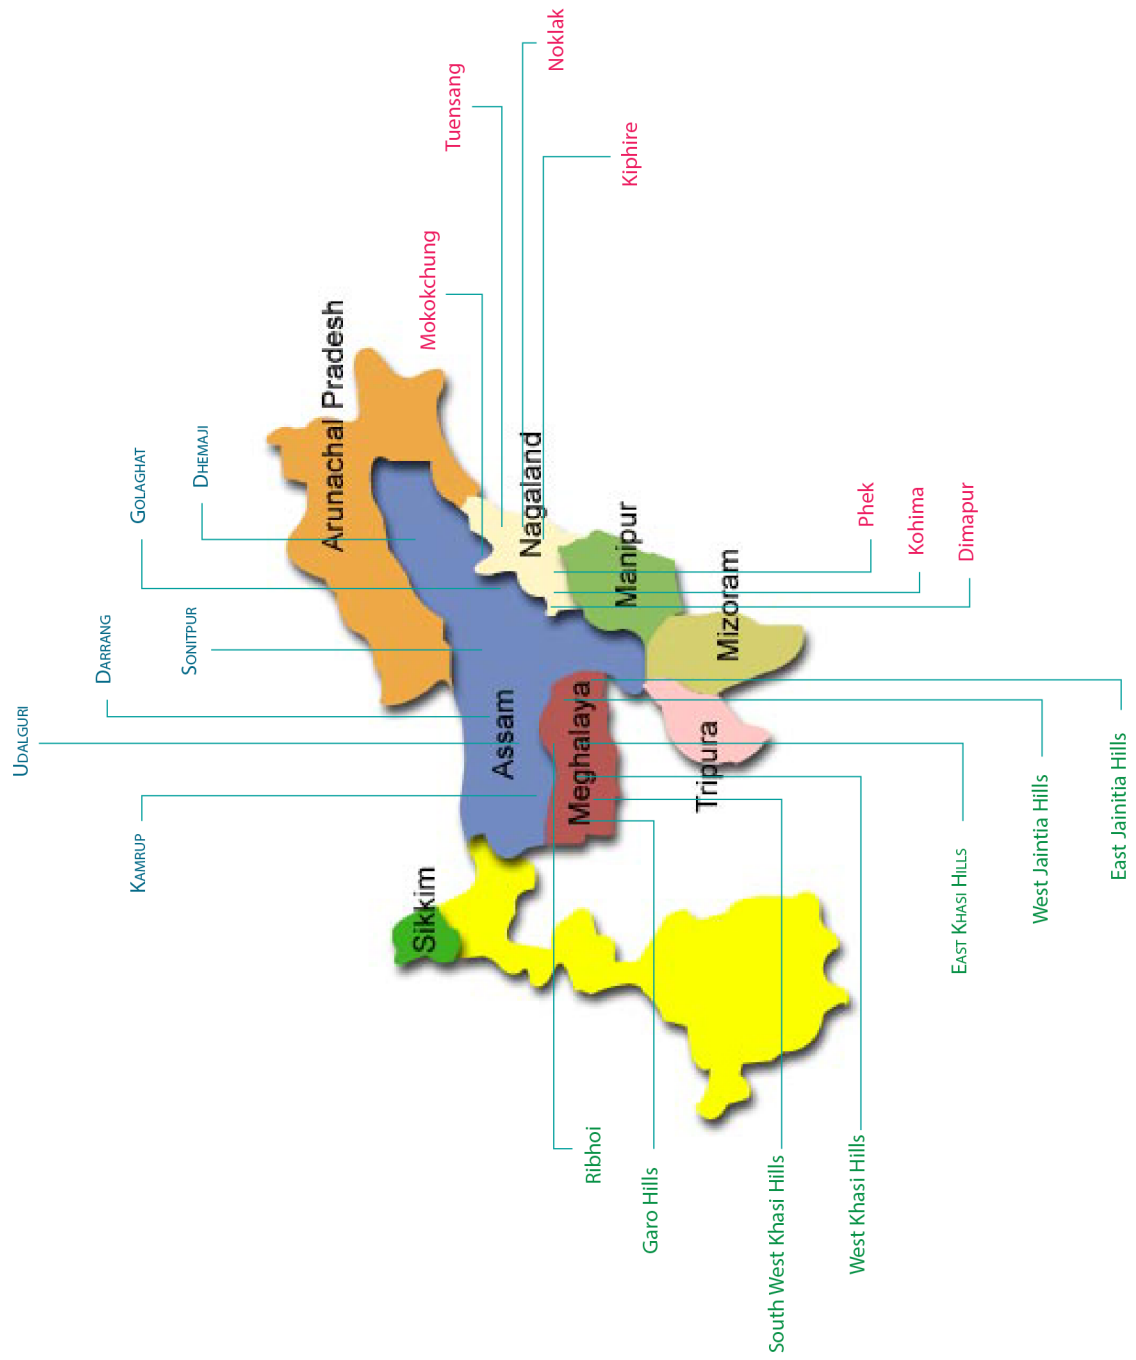 Udalguri
Darrang
Kamrup
Golaghat
Sonitpur
Dhemaji
Arunachal Pradesh
Mokokchung
Tuensang
Noklak
Kiphire
Sikkim
Assam
Nagaland
Meghalaya
Manipur
Tripura
Mizoram
Phek
Kohima
Dimapur
Ribhoi
Garo Hills
South West Khasi Hills
West Khasi Hills
East Khasi Hills
West Jaintia Hills
East Jainitia Hills